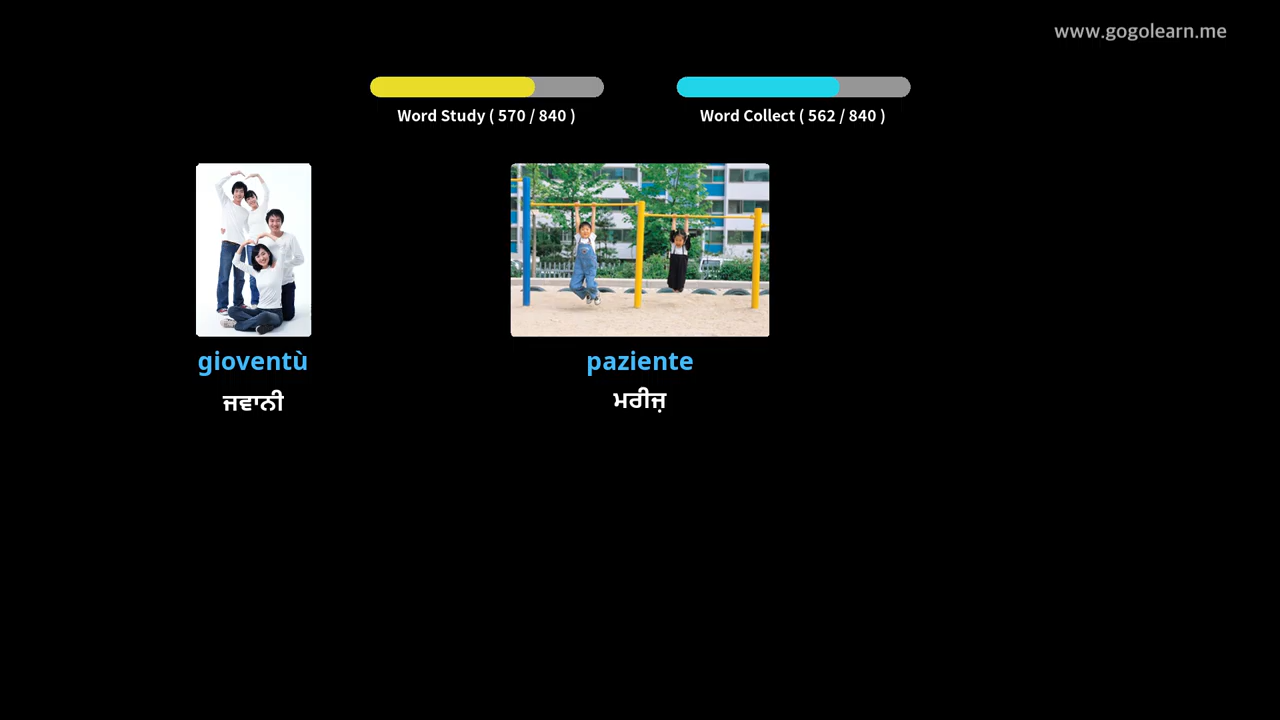 www.gogolearn.me
Word Study ( 570 / 840 )
Word Collect ( 562 / 840 )
gioventù
ਜਵਾਨੀ
paziente
ਮਰੀਜ਼